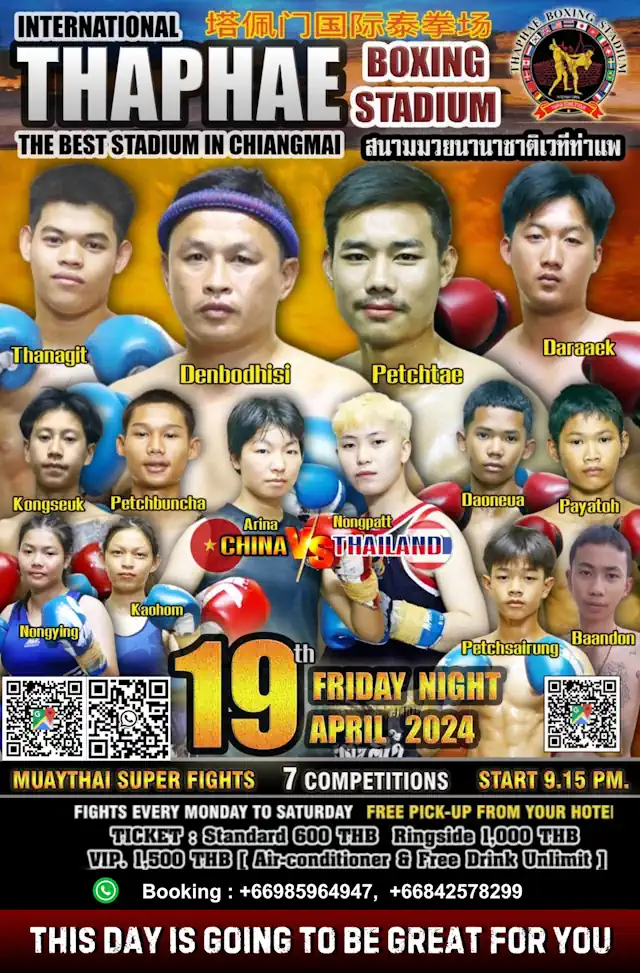 INTERNATIONAL
塔佩门国际泰拳场
THAPHAE
BOXING
STADIUM
THAPHAE BOXING STADIUM
THE BEST STADIUM IN CHIANGMAI
สนามมวยนานาชาติเวทีท่าแพ
Thanagit
Denbodhisi
Petchtae
Daraaek
Kongseuk
Petchbuncha
Arina
Nongpatt
Daoneua
Payatoh
CHINA
VS
THAILAND
Nongying
Kaohom
Petchsairung
Baandon
19th
FRIDAY NIGHT
APRIL 2024
MUAYTHAI SUPER FIGHTS
7 COMPETITIONS
START 9.15 PM.
FIGHTS EVERY MONDAY TO SATURDAY FREE PICK-UP FROM YOUR HOTEl
TICKET : Standard 600 THB Ringside 1,000 THB
VIP. 1,500 THB [ Air-conditioner & Free Drink Unlimit ]
Booking : +66985964947, +66842578299
THIS DAY IS GOING TO BE GREAT FOR YOU